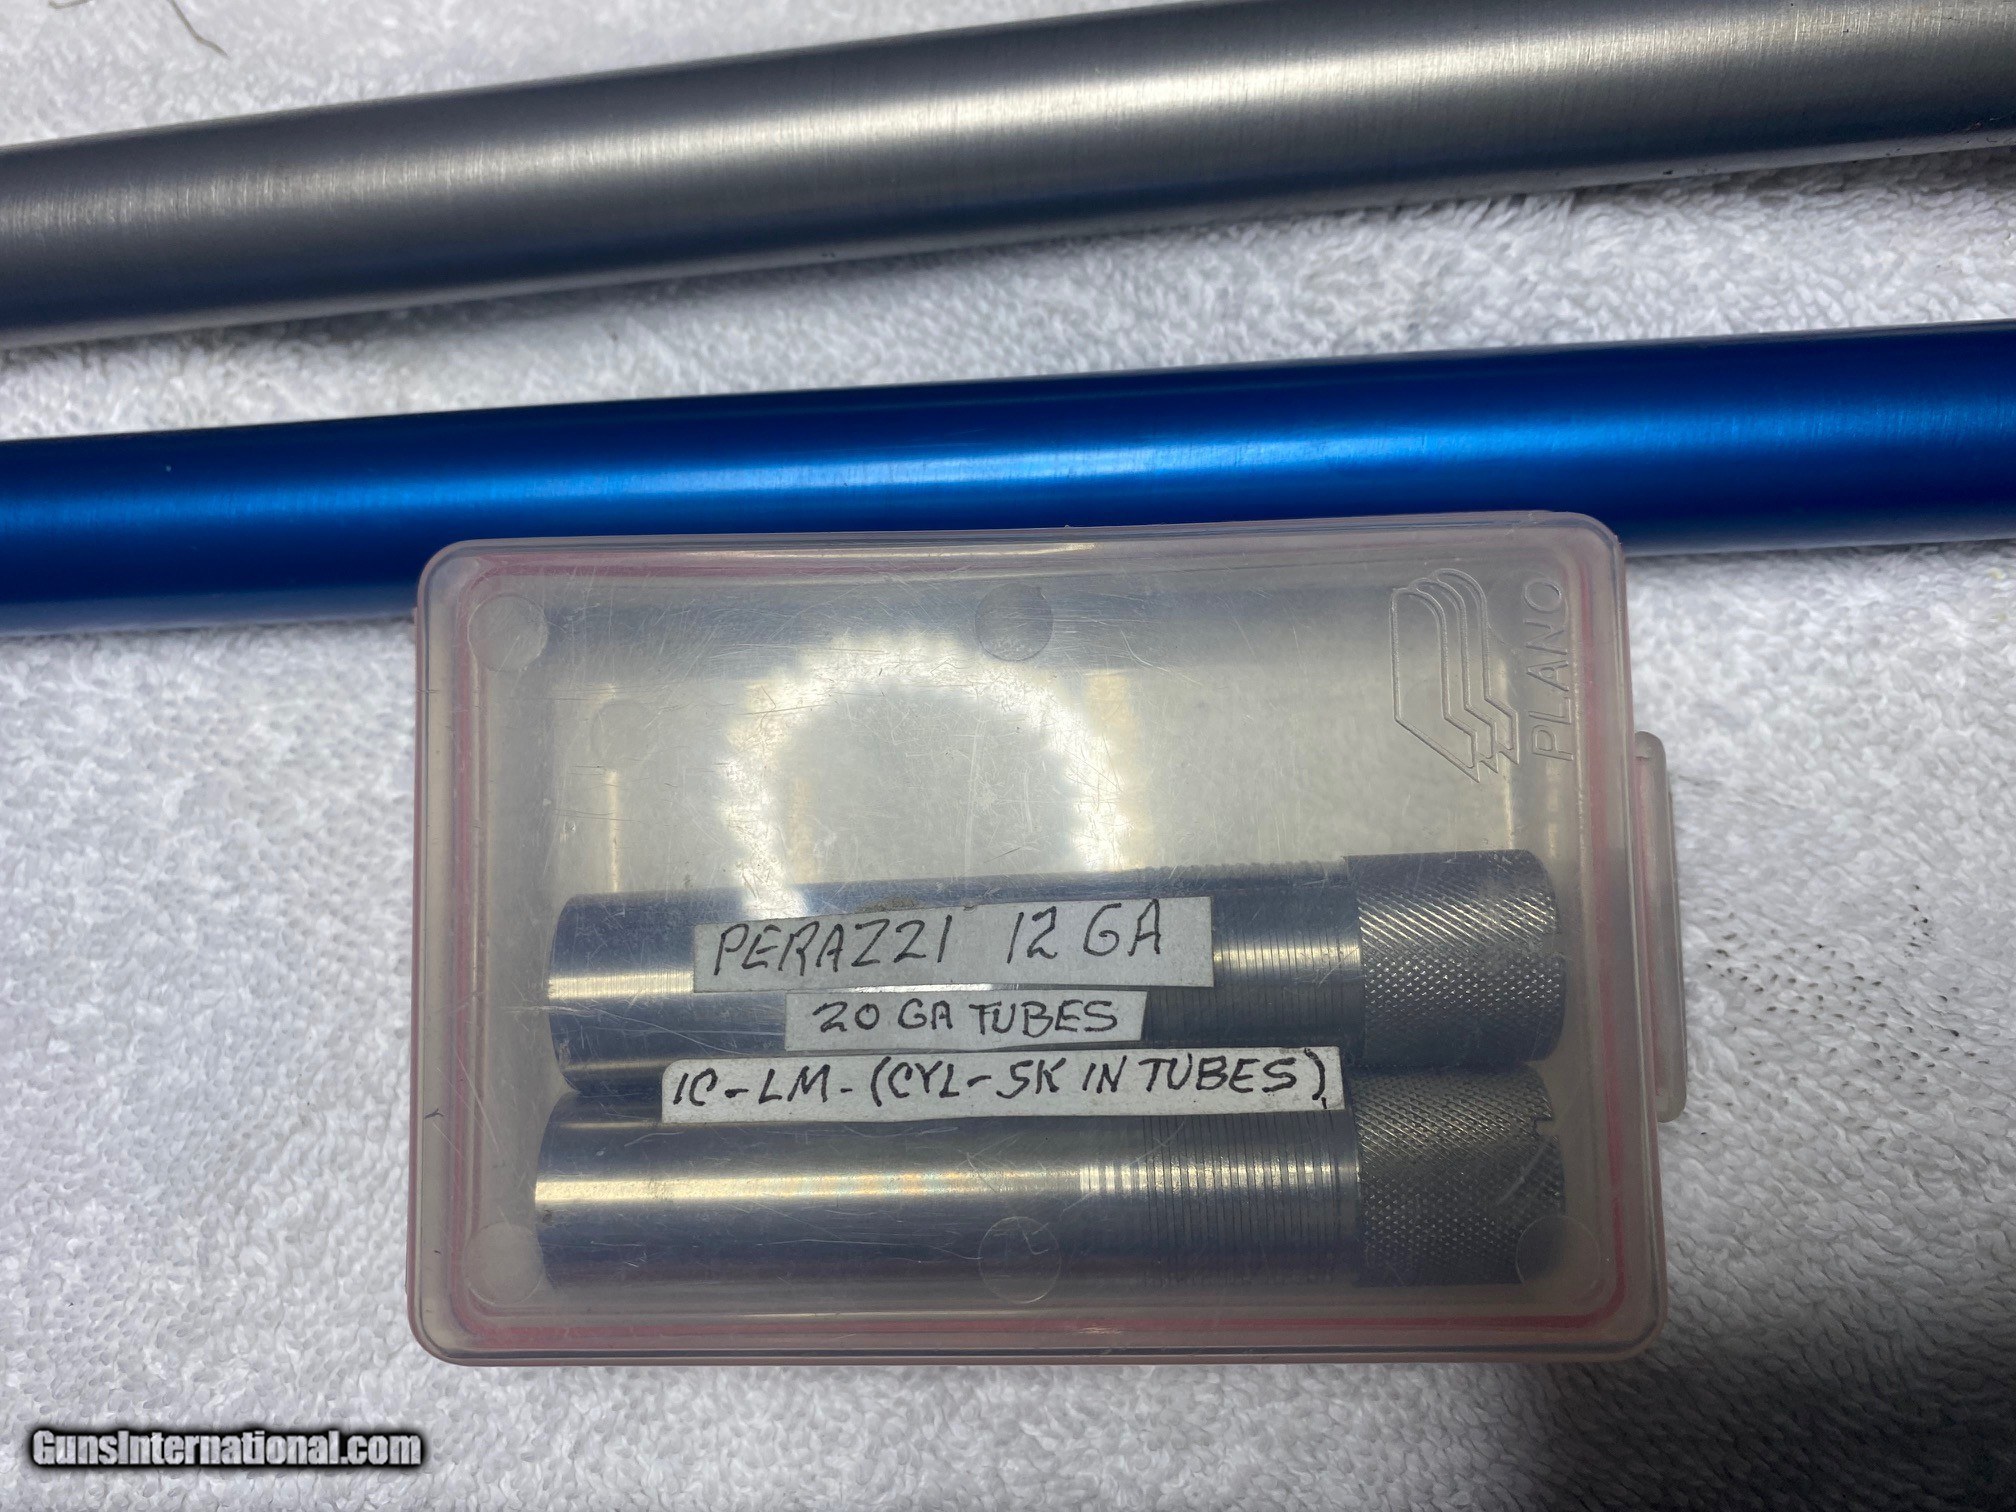 PLANO
PERAZZI 12 GA
20 GA TUBES
IC-LM-(CYL-SK IN TUBES)
GunsInternational.com